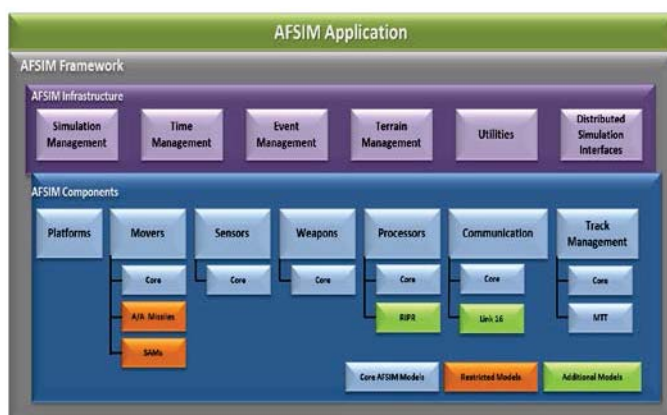 AFSIM Application
AFSIM Framework
AFSIM Infrastructure
Simulation
Management
Time
Management
Event
Management
Terrain
Management
Utilities
Distributed
Simulation
Interfaces
AFSIM Components
Platforms
Movers
Sensors
Weapons
Processors
Communication
Track
Management
Core
Core
Core
Core
Core
Core
A/A Missiles
RIPR
Link 16
MTT
SAMs
Core AFSIM Models
Restricted Models
Additional Models